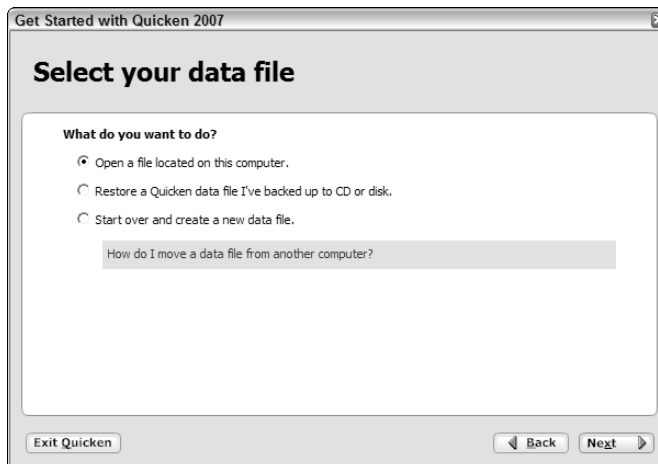 Get Started with Quicken 2007
Select your data file
What do you want to do?
Open a file located on this computer.
Restore a Quicken data file I've backed up to CD or disk.
Start over and create a new data file.
How do I move a data file from another computer?
Exit Quicken
Back
Next